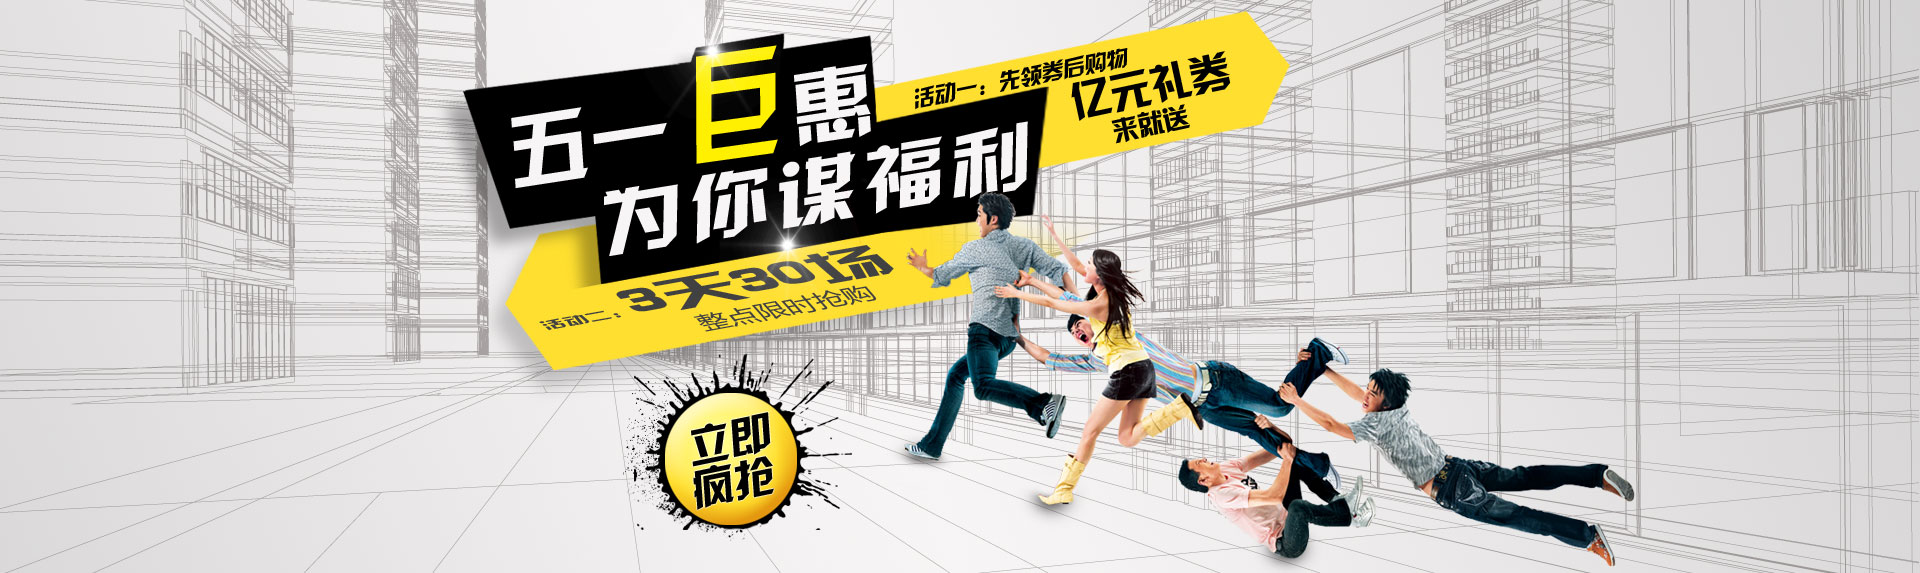 五一巨惠
为你谋福利
活动一：先领券后购物
亿元礼券
来就送
活动二：3天30场
整点限时抢购
立即
疯抢